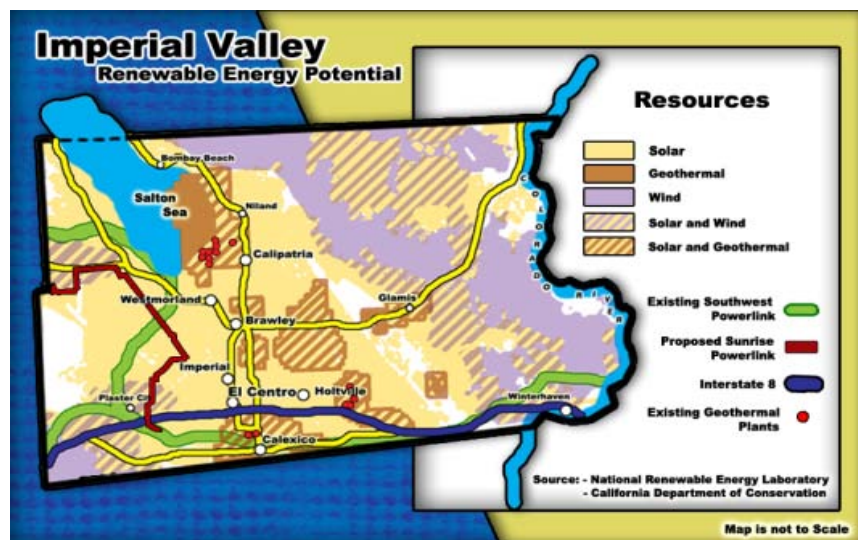 Imperial Valley
Renewable Energy Potential
Resources
Solar
Geothermal
Wind
Solar and Wind
Solar and Geothermal
Existing Southwest
Powerlink
Proposed Sunrise
Powerlink
Interstate 8
Existing Geothermal
Plants
Source: - National Renewable Energy Laboratory
- California Department of Conservation
Map is not to Scale
Bombay Beach
Salton
Sea
Niland
Calipatria
Westmorland
Glamis
Brawley
Imperial
El Centro
Holtville
Plaster City
Winterhaven
Calexico
COLORADO RIVER